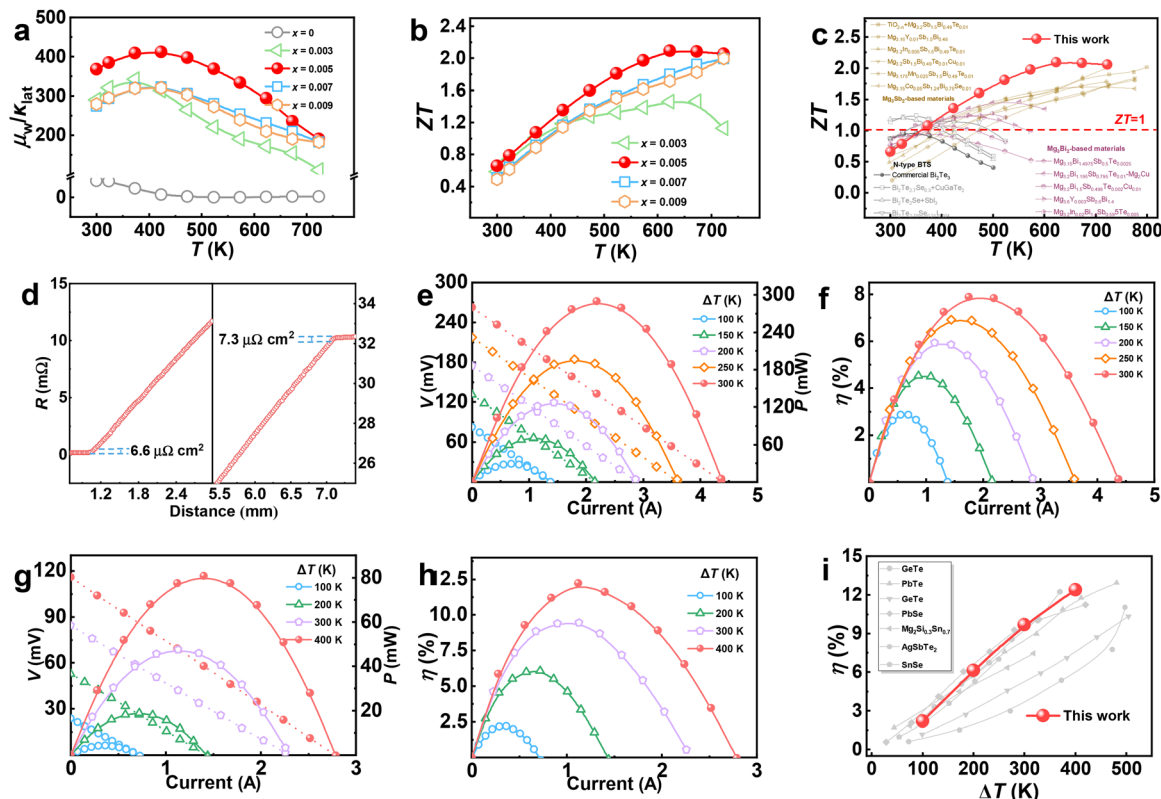 a
μw/κlat
400
300
200
0
x = 0
x = 0.003
x = 0.005
x = 0.007
x = 0.009
300 400 500 600 700
T (K)
b
ZT
2.4
2.0
1.6
1.2
0.8
0.4
x = 0.003
x = 0.005
x = 0.007
x = 0.009
300 400 500 600 700
T (K)
c
ZT
2.5
2.0
1.5
1.0
0.5
0.0
This work
Mg3Sb2-based materials
ZT=1
Mg3Bi2-based materials
N-type BTS
Commercial Bi2Te3
300 400 500 600 700 800
T (K)
d
R (mΩ)
15
10
5
0
32
30
28
26
7.3 μΩ cm2
6.6 μΩ cm2
1.2 1.8 2.4 5.5 6.0 6.5 7.0
Distance (mm)
e
V (mV)
300
240
180
120
60
ΔT (K)
100 K
150 K
200 K
250 K
300 K
300
240
180
120
60
P (mW)
0 1 2 3 4 5
Current (A)
f
η (%)
8
6
4
2
ΔT (K)
100 K
150 K
200 K
250 K
300 K
0 1 2 3 4 5
Current (A)
g
V (mV)
120
90
60
30
ΔT (K)
100 K
200 K
300 K
400 K
80
60
40
20
P (mW)
0 1 2 3
Current (A)
h
η (%)
12.5
10.0
7.5
5.0
2.5
ΔT (K)
100 K
200 K
300 K
400 K
0 1 2 3
Current (A)
i
η (%)
15
12
9
6
3
0
GeTe
PbTe
GeTe
PbSe
Mg2Si0.3Sn0.7
AgSbTe2
SnSe
This work
0 100 200 300 400 500
ΔT (K)